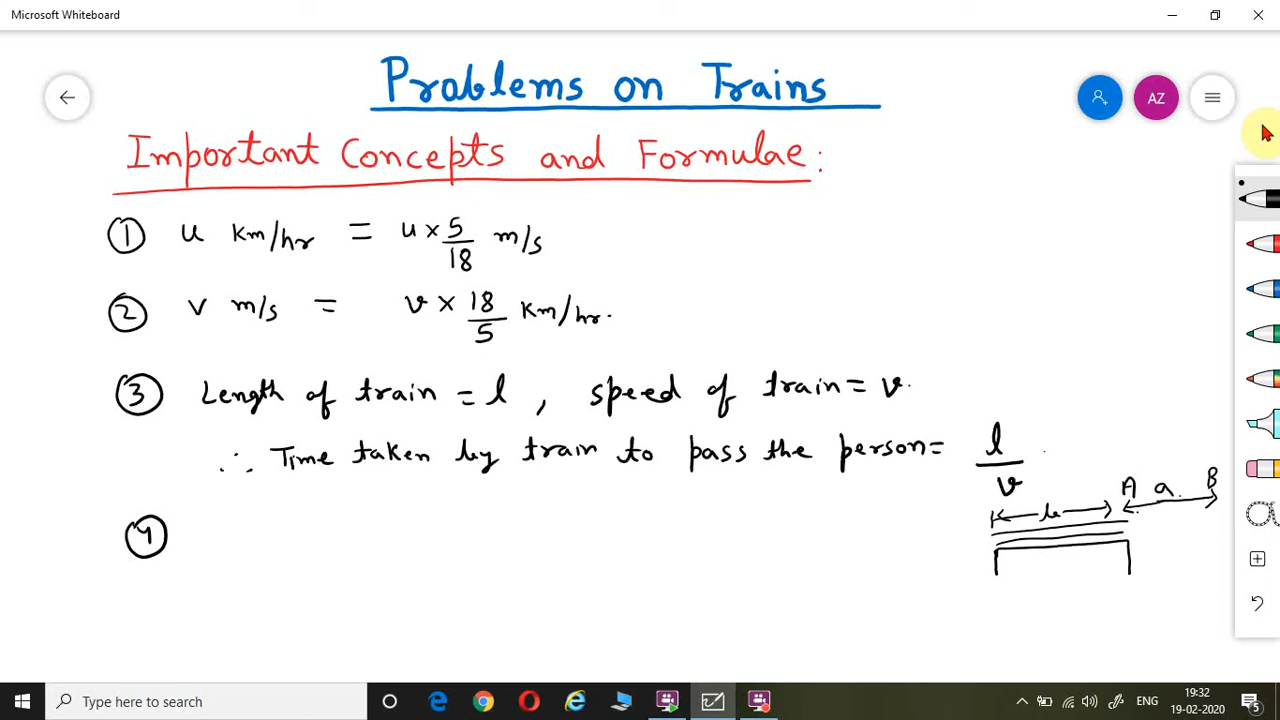 Microsoft Whiteboard
Problems on Trains
AZ
Important Concepts and Formulae:
① u km/hr = u × 5/18 m/s
② v m/s = v × 18/5 km/hr.
③ Length of train = l , speed of train = v.
∴ Time taken by train to pass the person = l/v
A a B
④
Type here to search
ENG
19:32
19-02-2020
5